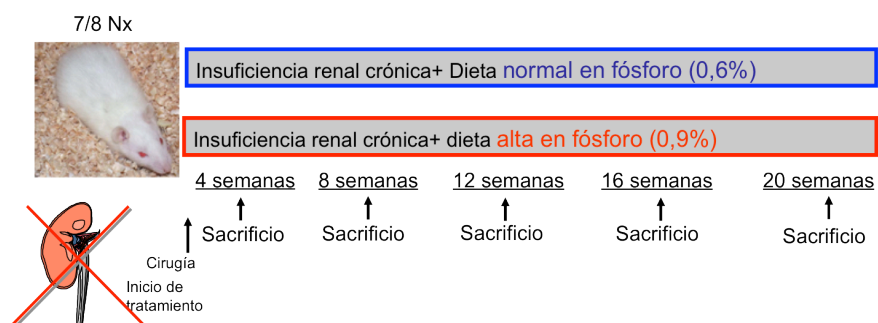 7/8 Nx
Insuficiencia renal crónica+ Dieta normal en fósforo (0,6%)
Insuficiencia renal crónica+ dieta alta en fósforo (0,9%)
4 semanas 8 semanas 12 semanas 16 semanas 20 semanas
Sacrificio Sacrificio Sacrificio Sacrificio Sacrificio
Cirugía
Inicio de
tratamiento